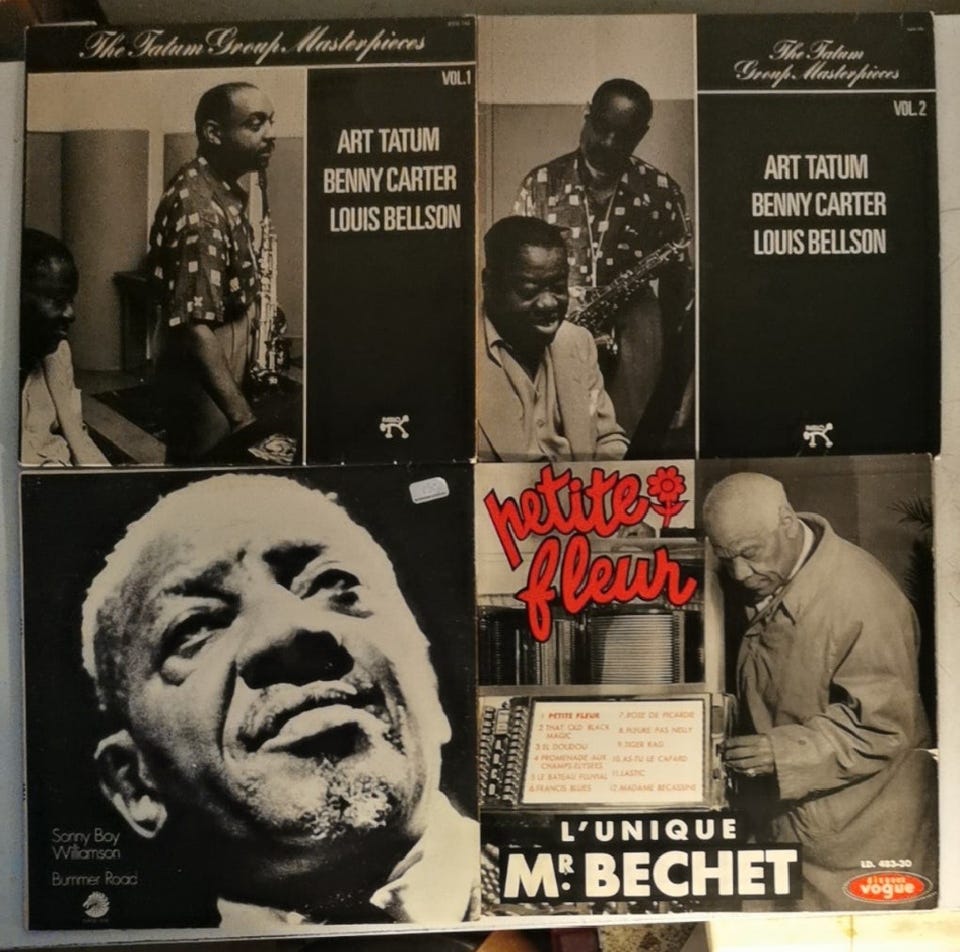 The Tatum Group Masterpieces
VOL.1
ART TATUM
BENNY CARTER
LOUIS BELLSON
PABLO
The Tatum
Group Masterpieces
VOL.2
ART TATUM
BENNY CARTER
LOUIS BELLSON
PABLO
Sonny Boy
Williamson
Bummer Road
petite
fleur
1 PETITE FLEUR
2 THAT OLD BLACK
MAGIC
3 EL DOUDOU
4 PROMENADE AUX
CHAMPS-ELYSEES
5 LE BATEAU FLUVIAL
6 FRANCIS BLUES
7. ROSE DE PICARDIE
8. PLEURE PAS NELLY
9. TIGER RAG
10. AS-TU LE CAFARD
11. LASTIC
12. MADAME BECASSINE
L'UNIQUE
MR. BECHET
LD. 483-30
disques
vogue